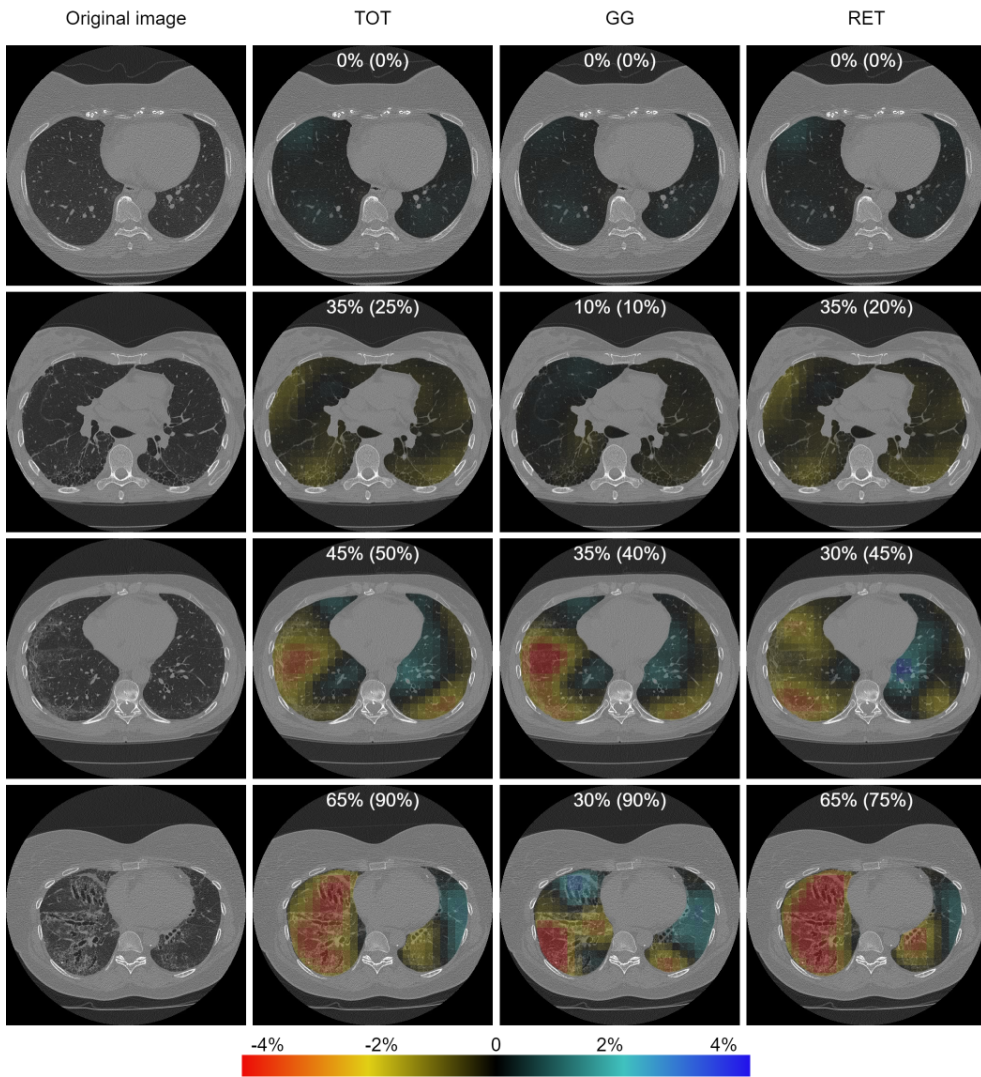 Original image TOT GG RET
0% (0%) 0% (0%) 0% (0%)
35% (25%) 10% (10%) 35% (20%)
45% (50%) 35% (40%) 30% (45%)
65% (90%) 30% (90%) 65% (75%)
-4% -2% 0 2% 4%